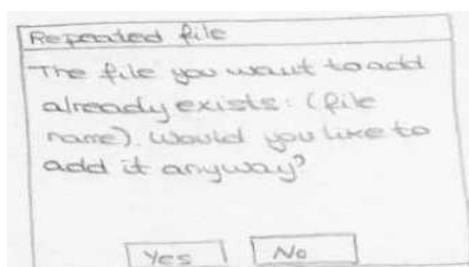 Repeated file
The file you want to add
already exists: (file
name). Would you like to
add it anyway?
Yes No